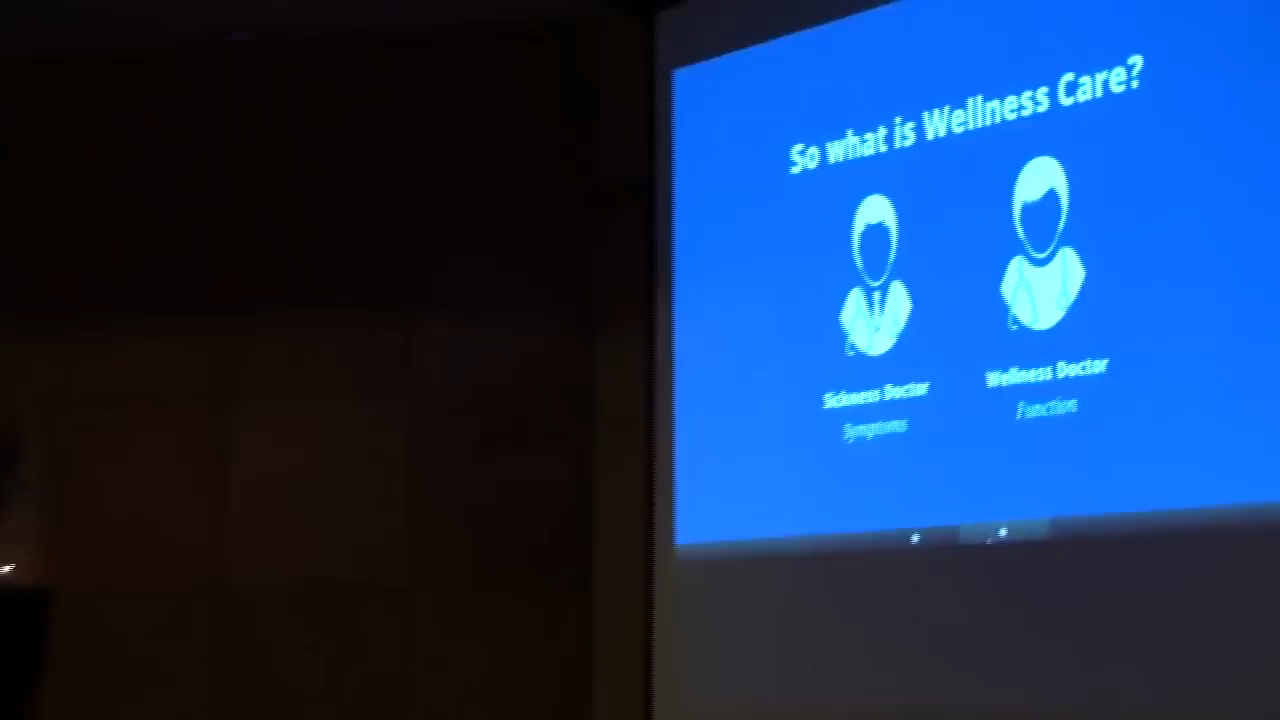 So what is Wellness Care?
Sickness Doctor
Wellness Doctor
Symptoms
Function